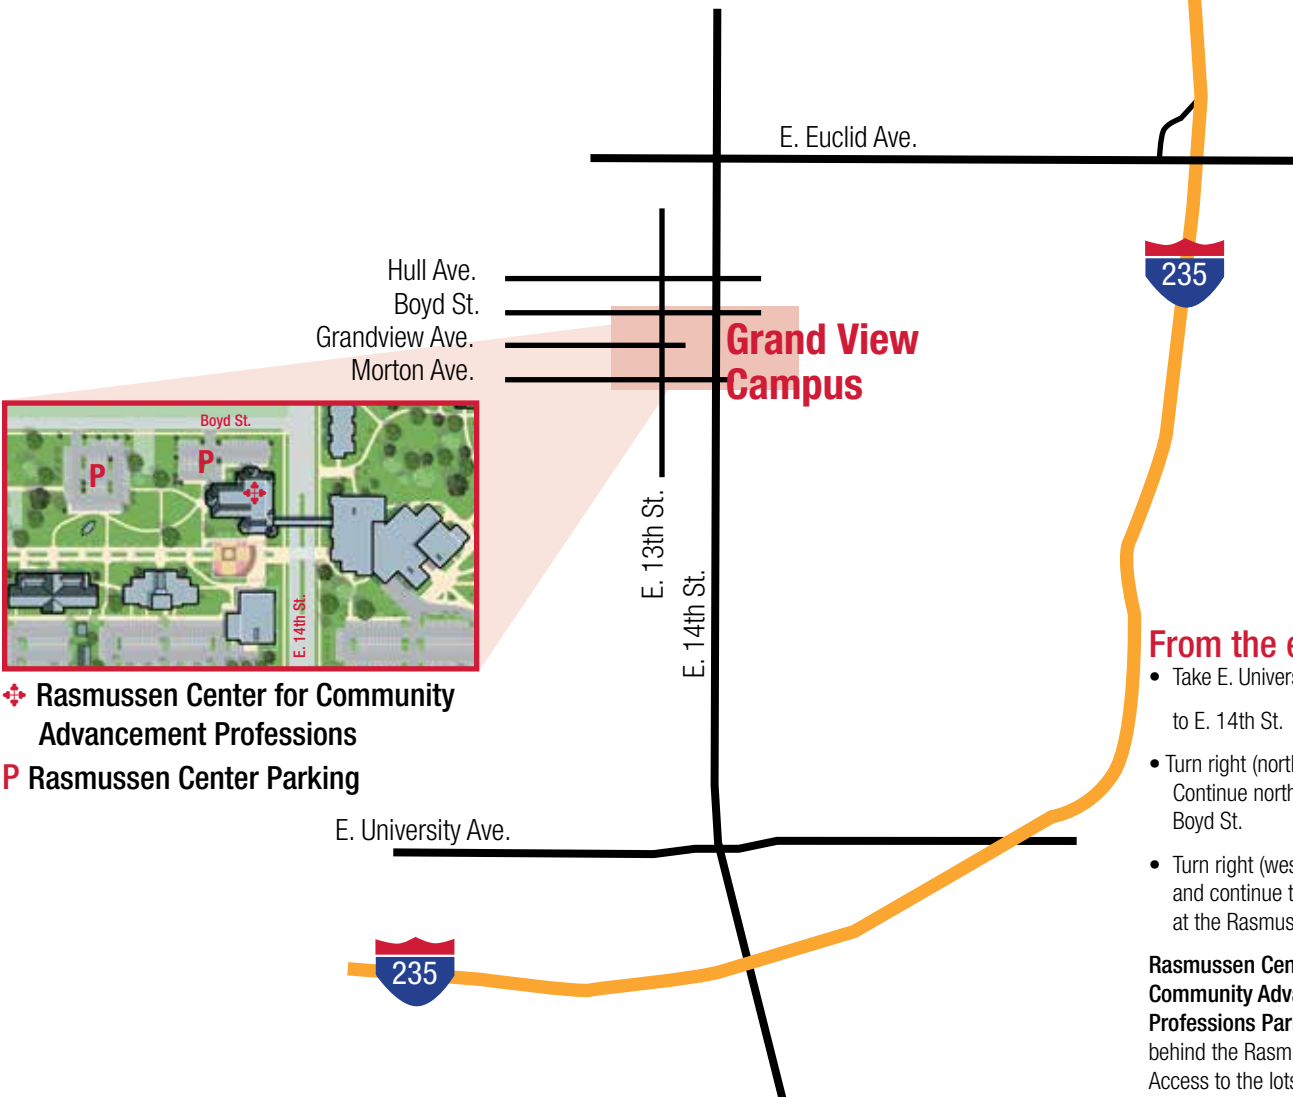 E. Euclid Ave.
235
Hull Ave.
Boyd St.
Grandview Ave.
Morton Ave.
Grand View
Campus
Boyd St.
P
P
E. 14th St.
E. 13th St.
E. 14th St.
Rasmussen Center for Community
Advancement Professions
P Rasmussen Center Parking
E. University Ave.
235
From the
• Take E.
to E. 14th St.
• Turn right
Continue
Boyd St.
• Turn right
and continue
at the
Rasmussen
Community
Professions
behind the
Access to the